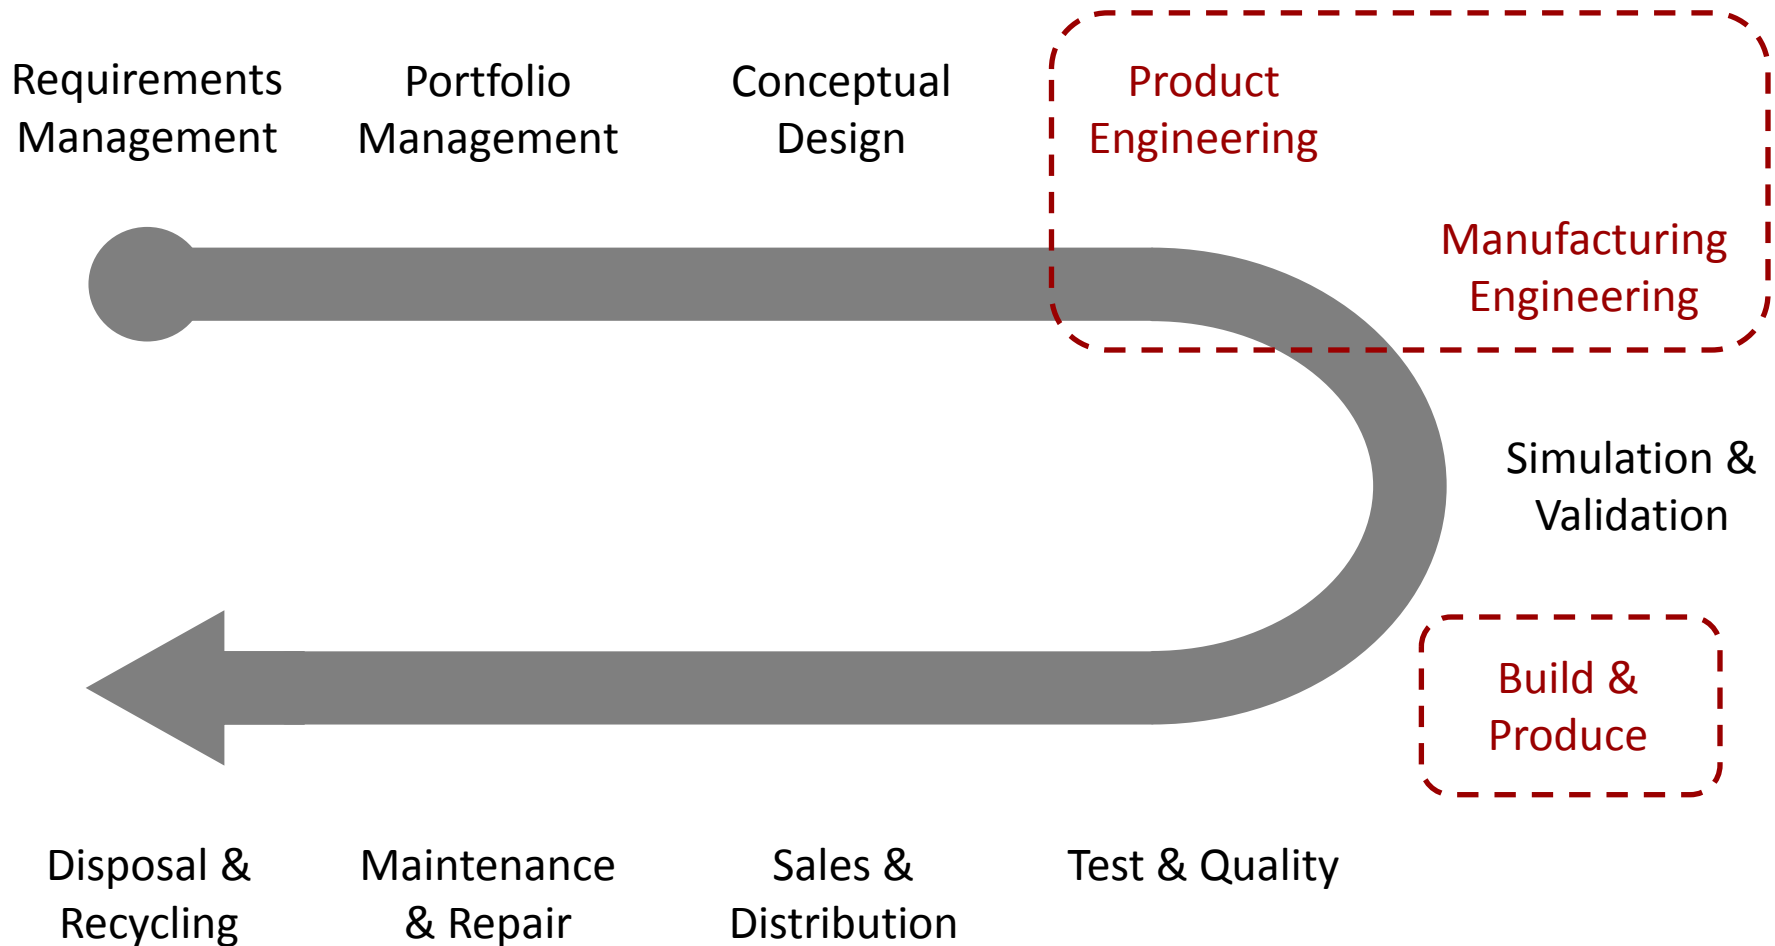 Requirements
Management
Portfolio
Management
Conceptual
Design
Product
Engineering
Manufacturing
Engineering
Simulation &
Validation
Build &
Produce
Test & Quality
Sales &
Distribution
Maintenance
& Repair
Disposal &
Recycling